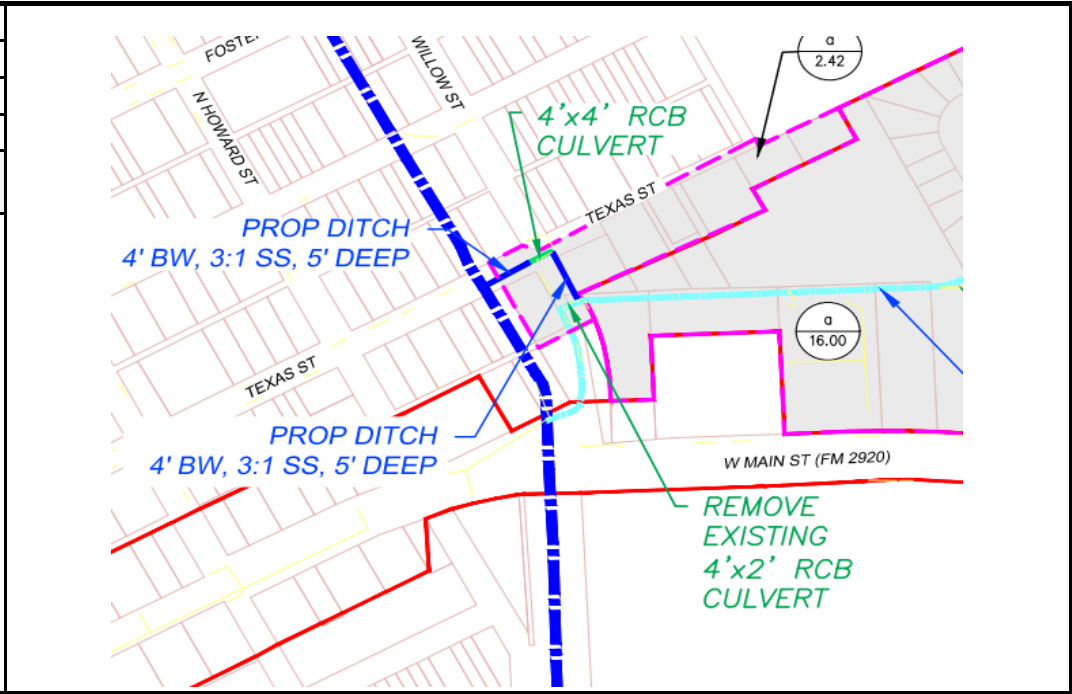 FOSTER
WILLOW ST
a
2.42
N HOWARD ST
4'x4' RCB
CULVERT
TEXAS ST
PROP DITCH
4' BW, 3:1 SS, 5' DEEP
a
16.00
TEXAS ST
PROP DITCH
4' BW, 3:1 SS, 5' DEEP
W MAIN ST (FM 2920)
REMOVE
EXISTING
4'x2' RCB
CULVERT